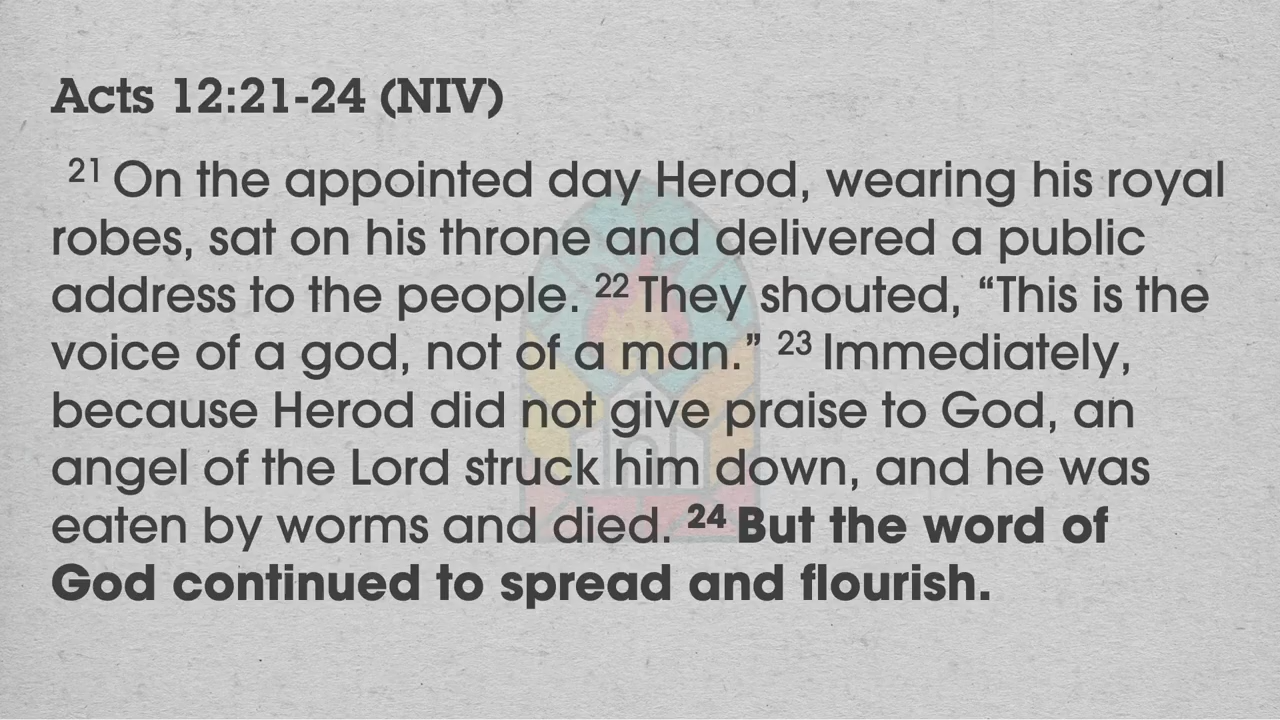 Acts 12:21-24 (NIV)
21 On the appointed day Herod, wearing his royal
robes, sat on his throne and delivered a public
address to the people. 22 They shouted, “This is the
voice of a god, not of a man.” 23 Immediately,
because Herod did not give praise to God, an
angel of the Lord struck him down, and he was
eaten by worms and died. 24 But the word of
God continued to spread and flourish.